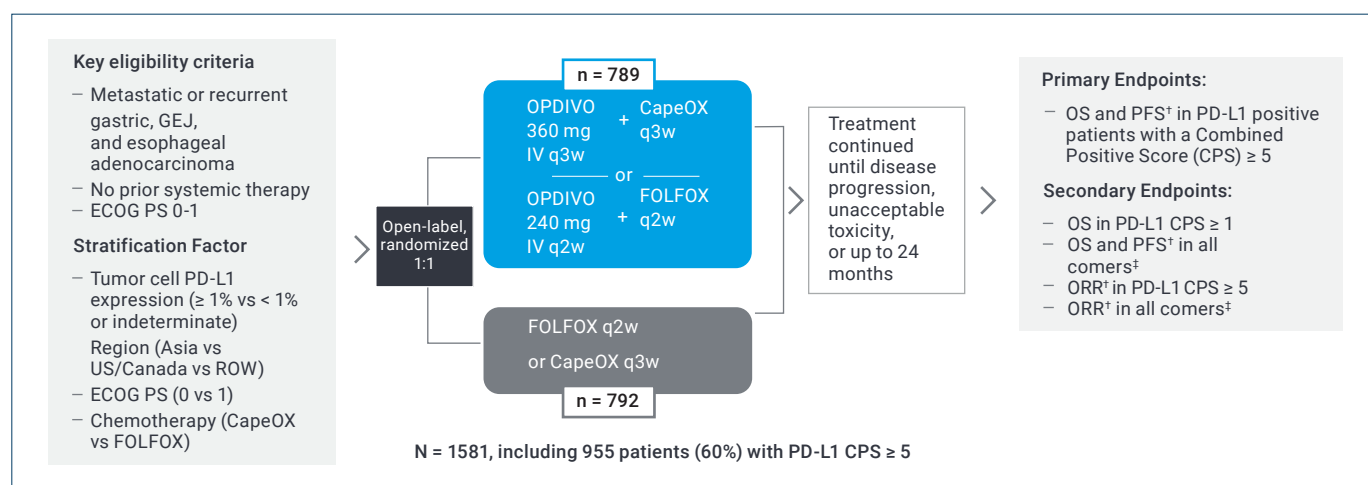 Key eligibility criteria
– Metastatic or recurrent
gastric, GEJ,
and esophageal
adenocarcinoma
– No prior systemic therapy
– ECOG PS 0-1
Stratification Factor
– Tumor cell PD-L1
expression (≥ 1% vs < 1%
or indeterminate)
Region (Asia vs
US/Canada vs ROW)
– ECOG PS (0 vs 1)
– Chemotherapy (CapeOX
vs FOLFOX)
Open-label,
randomized
1:1
n = 789
OPDIVO
360 mg
IV q3w
+
CapeOX
q3w
or
OPDIVO
240 mg
IV q2w
+
FOLFOX
q2w
FOLFOX q2w
or CapeOX q3w
n = 792
Treatment
continued
until disease
progression,
unacceptable
toxicity,
or up to 24
months
Primary Endpoints:
– OS and PFS† in PD-L1 positive
patients with a Combined
Positive Score (CPS) ≥ 5
Secondary Endpoints:
– OS in PD-L1 CPS ≥ 1
– OS and PFS† in all
comers‡
– ORR† in PD-L1 CPS ≥ 5
– ORR† in all comers‡
N = 1581, including 955 patients (60%) with PD-L1 CPS ≥ 5